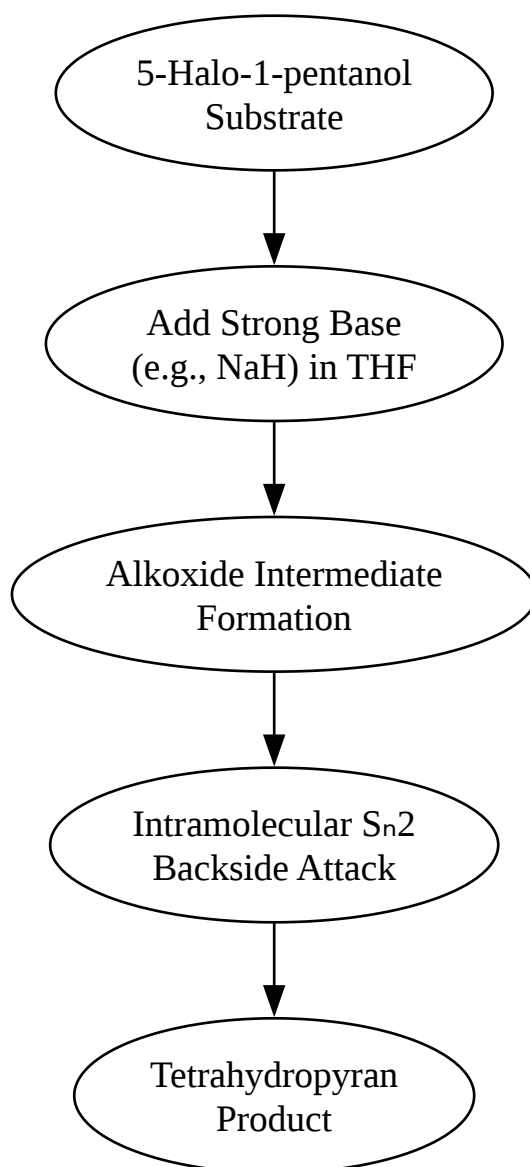 5-Halo-1-pentanol
Substrate
Add Strong Base
(e.g., NaH) in THF
Alkoxide Intermediate
Formation
Intramolecular Sₙ2
Backside Attack
Tetrahydropyran
Product